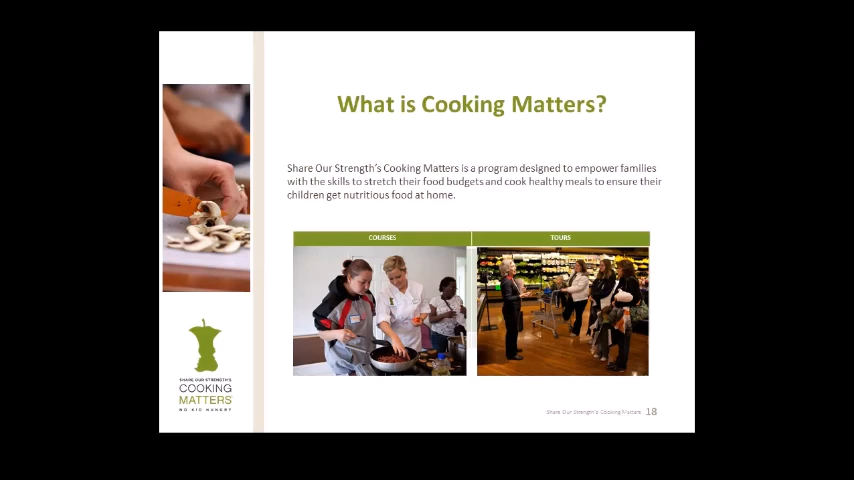 What is Cooking Matters?
Share Our Strength's Cooking Matters is a program designed to empower families
with the skills to stretch their food budgets and cook healthy meals to ensure their
children get nutritious food at home.
COURSES
TOURS
SHARE OUR STRENGTH'S
COOKING
MATTERS
NO KID HUNGRY
Share Our Strength's Cooking Matters 18